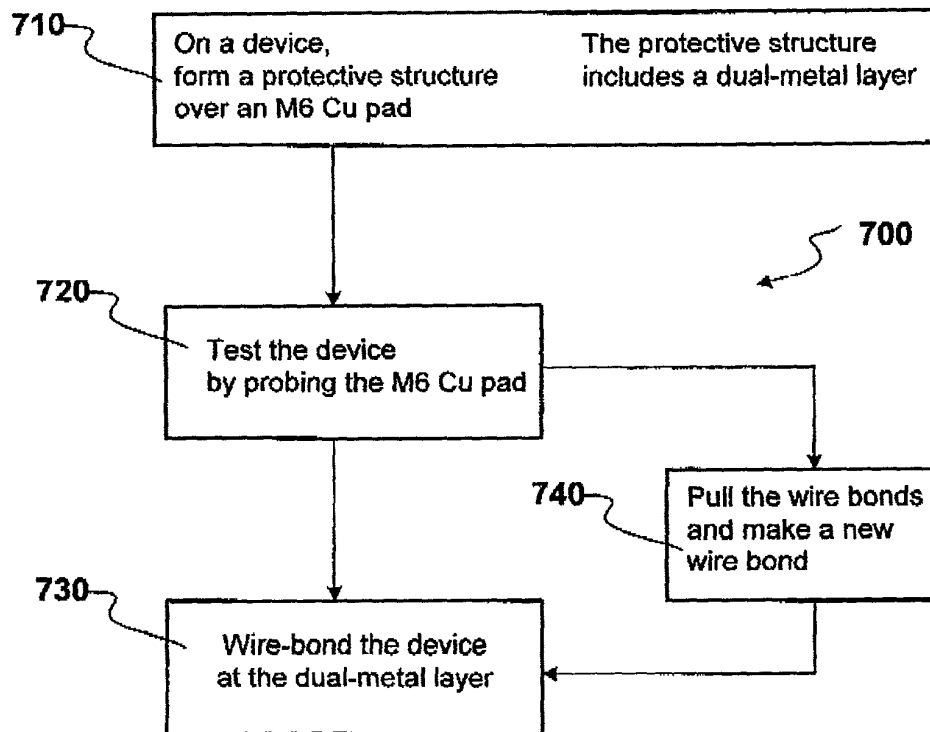 710
On a device,
form a protective structure
over an M6 Cu pad
The protective structure
includes a dual-metal layer
700
720
Test the device
by probing the M6 Cu pad
740
Pull the wire bonds
and make a new
wire bond
730
Wire-bond the device
at the dual-metal layer